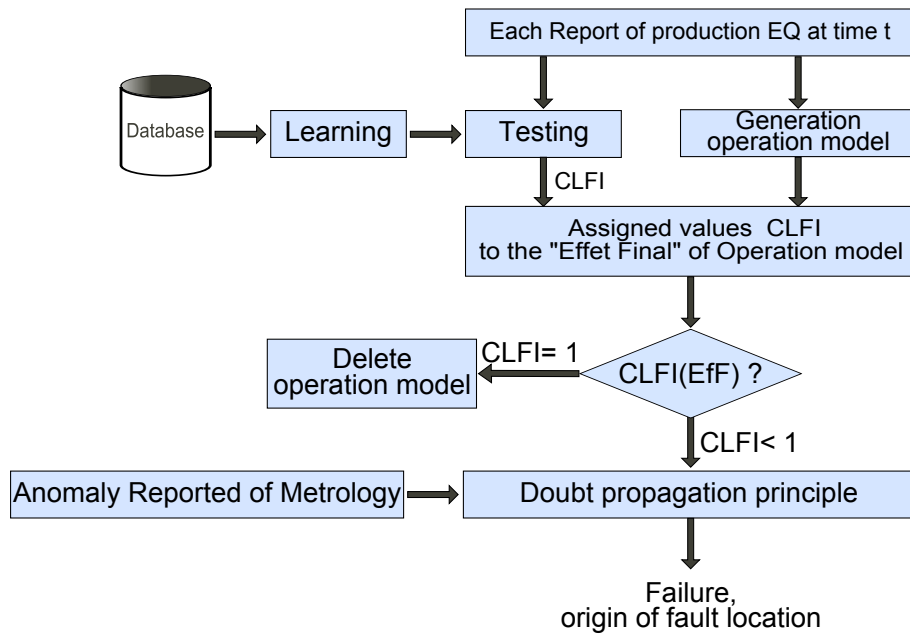 Each Report of production EQ at time t
Database
Learning
Testing
Generation
operation model
CLFI
Assigned values CLFI
to the "Effet Final" of Operation model
Delete
operation model
CLFI= 1
CLFI(EfF) ?
CLFI< 1
Anomaly Reported of Metrology
Doubt propagation principle
Failure,
origin of fault location